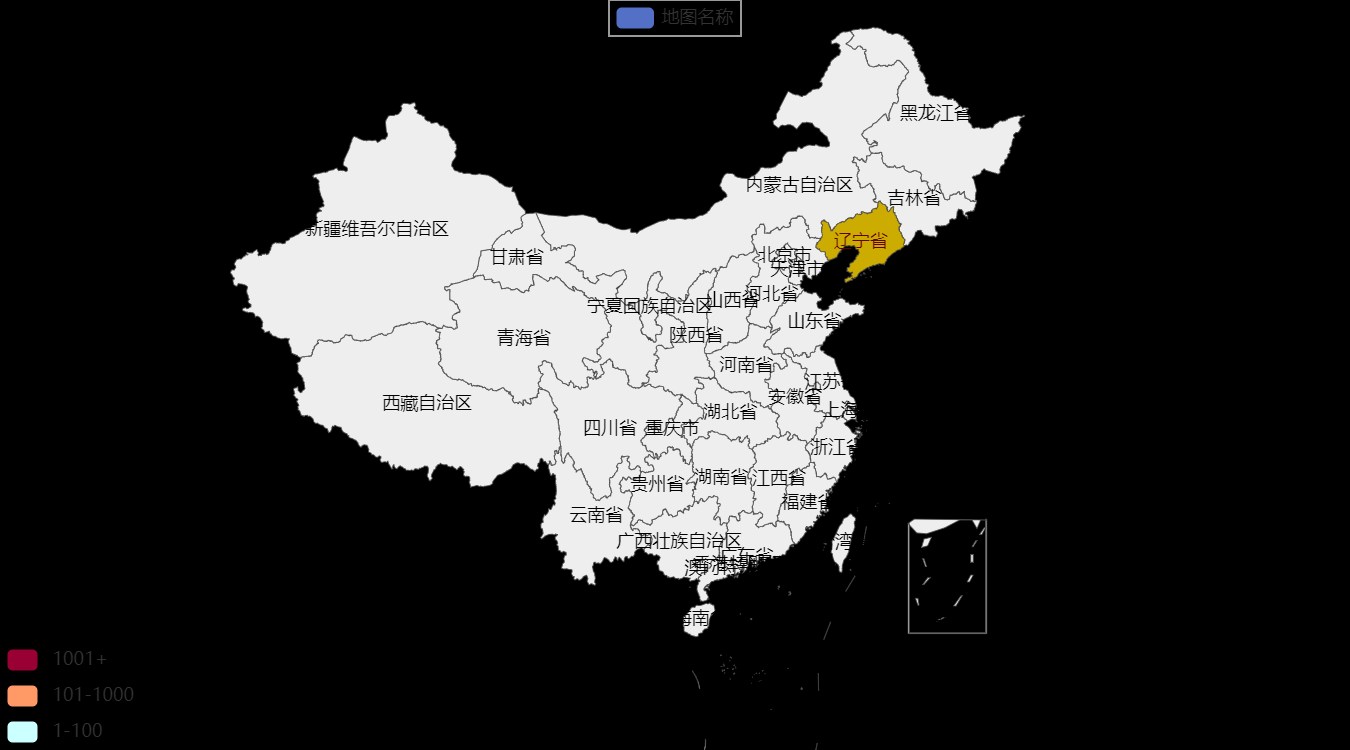 地图名称
黑龙江省
内蒙古自治区
吉林省
新疆维吾尔自治区
辽宁省
甘肃省
北京市
天津市
河北省
山西省
宁夏回族自治区
山东省
陕西省
青海省
河南省
江苏
安徽省
西藏自治区
上海
湖北省
四川省
重庆市
浙江省
湖南省
江西省
贵州省
福建省
云南省
广西壮族自治区
湾
广东省
海南
1001+
101-1000
1-100